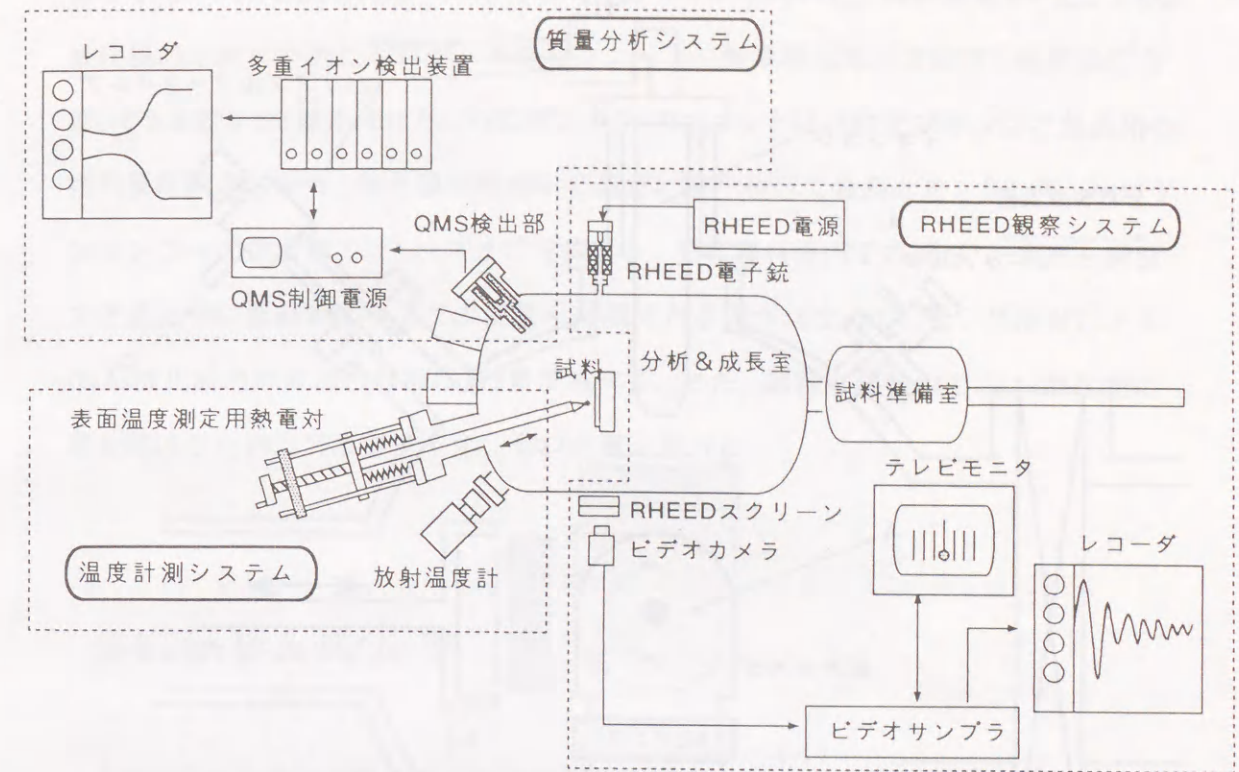 質量分析システム
レコーダ
多重イオン検出装置
QMS検出部
QMS制御電源
RHEED電源
RHEED観察システム
RHEED電子銃
試料
分析&成長室
試料準備室
表面温度測定用熱電対
温度計測システム
放射温度計
RHEEDスクリーン
ビデオカメラ
テレビモニタ
レコーダ
ビデオサンプラ